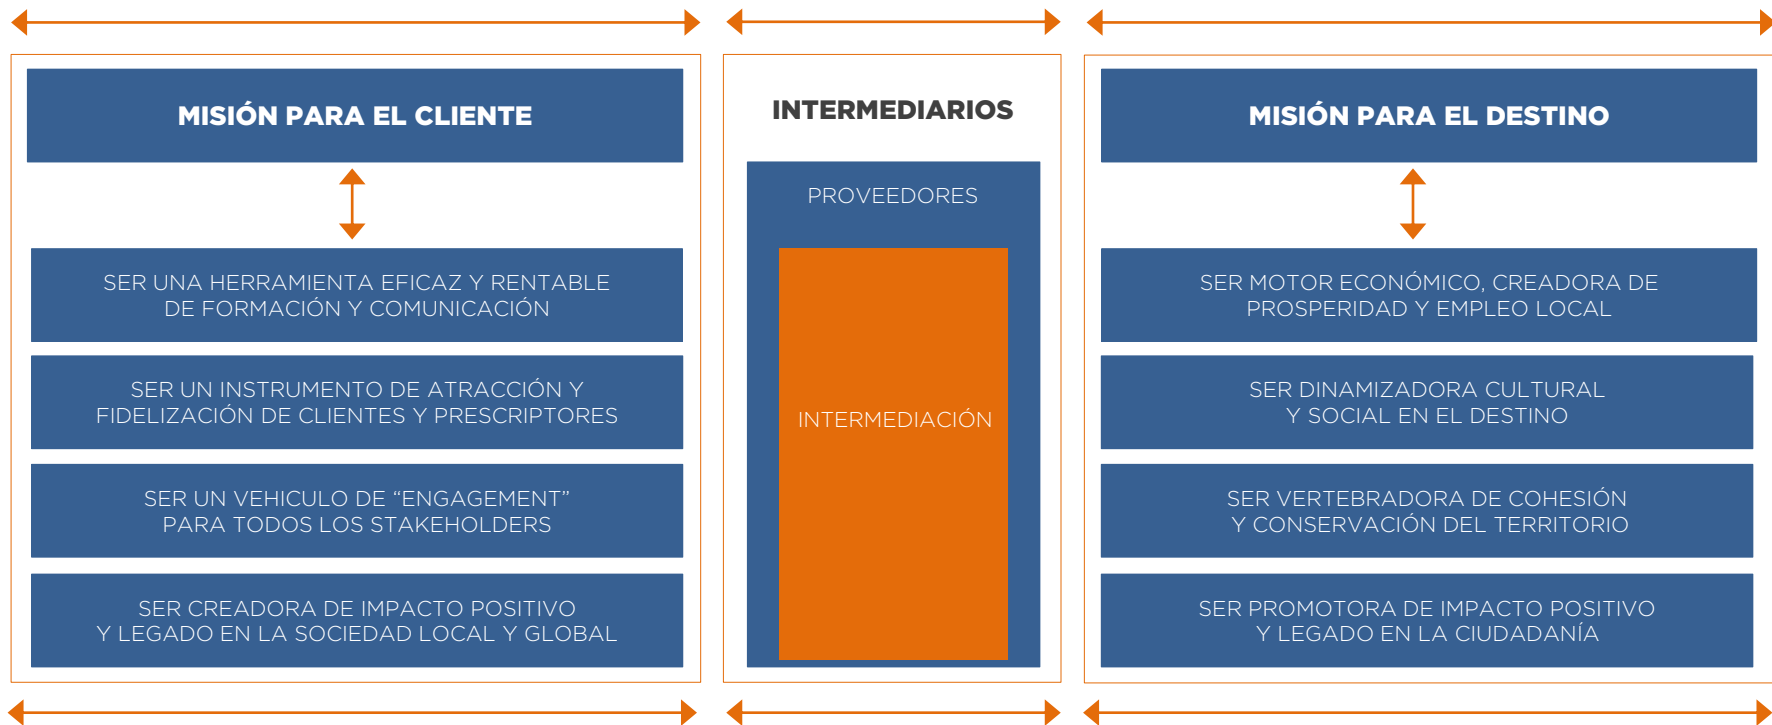 MISIÓN PARA EL CLIENTE
SER UNA HERRAMIENTA EFICAZ Y RENTABLE
DE FORMACIÓN Y COMUNICACIÓN
SER UN INSTRUMENTO DE ATRACCIÓN Y
FIDELIZACIÓN DE CLIENTES Y PRESCRIPTORES
SER UN VEHICULO DE “ENGAGEMENT”
PARA TODOS LOS STAKEHOLDERS
SER CREADORA DE IMPACTO POSITIVO
Y LEGADO EN LA SOCIEDAD LOCAL Y GLOBAL
INTERMEDIARIOS
PROVEEDORES
INTERMEDIACIÓN
MISIÓN PARA EL DESTINO
SER MOTOR ECONÓMICO, CREADORA DE
PROSPERIDAD Y EMPLEO LOCAL
SER DINAMIZADORA CULTURAL
Y SOCIAL EN EL DESTINO
SER VERTEBRADORA DE COHESIÓN
Y CONSERVACIÓN DEL TERRITORIO
SER PROMOTORA DE IMPACTO POSITIVO
Y LEGADO EN LA CIUDADANÍA